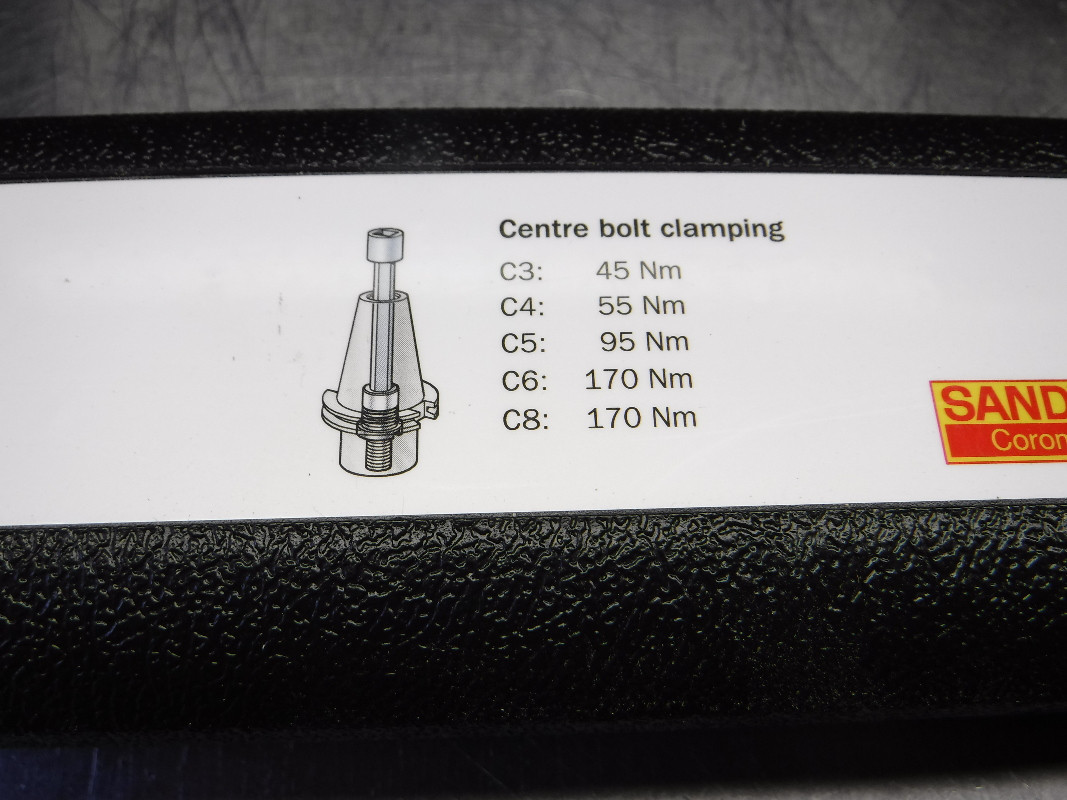 Centre bolt clamping
C3: 45 Nm
C4: 55 Nm
C5: 95 Nm
C6: 170 Nm
C8: 170 Nm
SAND
Coron